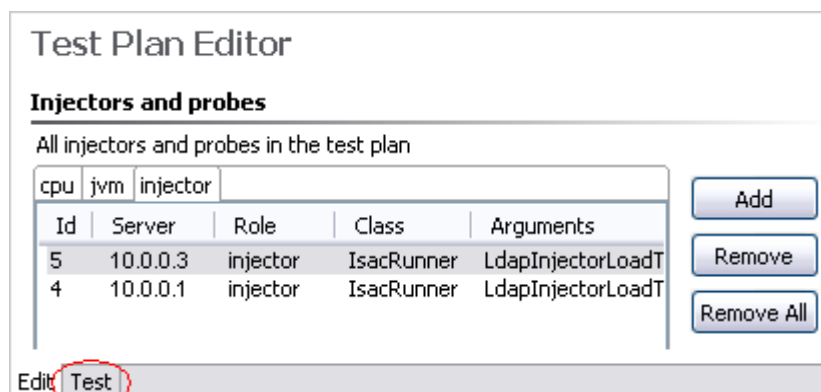 Test Plan Editor
Injectors and probes
All injectors and probes in the test plan
cpu jvm injector
Add
Id Server Role Class Arguments
5 10.0.0.3 injector IsacRunner LdapInjectorLoadT
Remove
4 10.0.0.1 injector IsacRunner LdapInjectorLoadT
Remove All
Edit Test